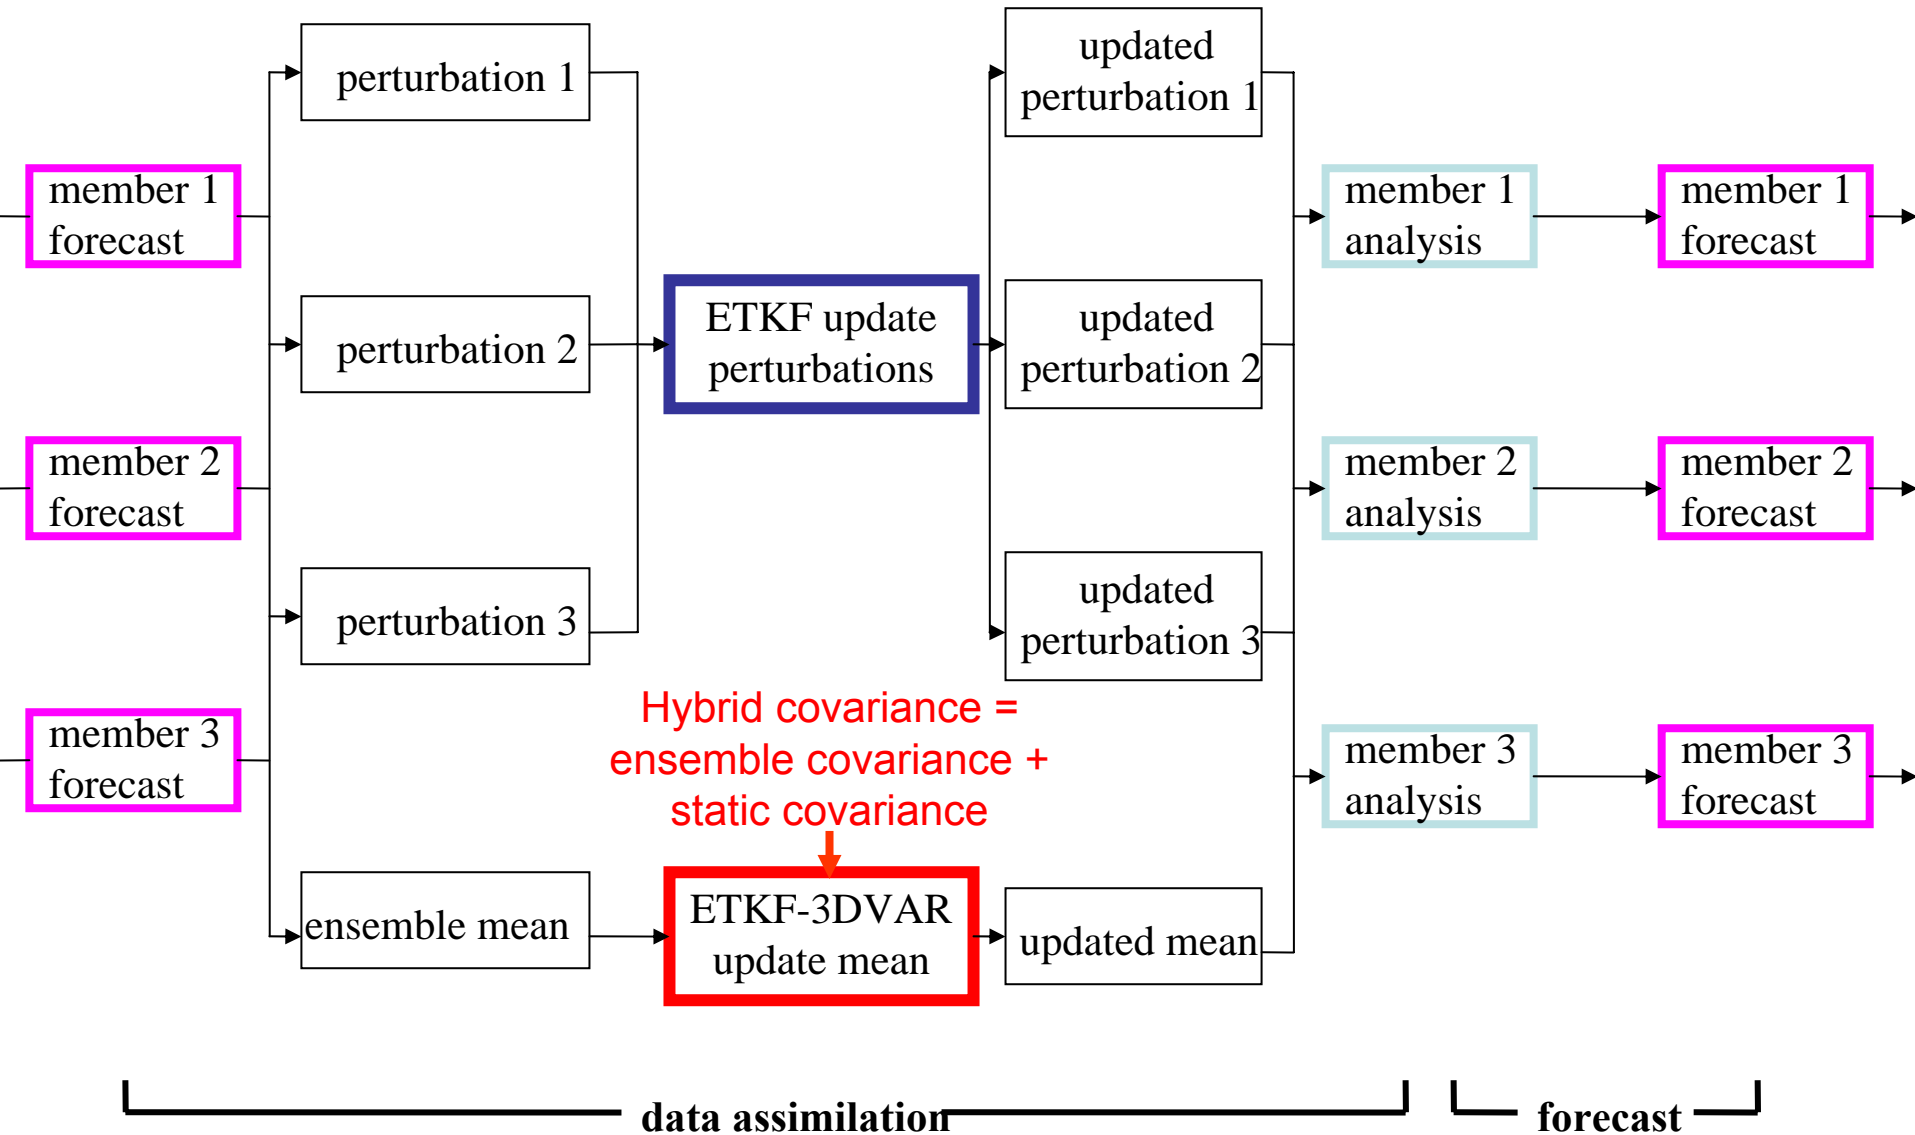 member 1
forecast
member 2
forecast
member 3
forecast
perturbation 1
perturbation 2
perturbation 3
ensemble mean
ETKF update
perturbations
Hybrid covariance =
ensemble covariance +
static covariance
ETKF-3DVAR
update mean
updated
perturbation 1
updated
perturbation 2
updated
perturbation 3
updated mean
member 1
analysis
member 2
analysis
member 3
analysis
member 1
forecast
member 2
forecast
member 3
forecast
data assimilation
forecast